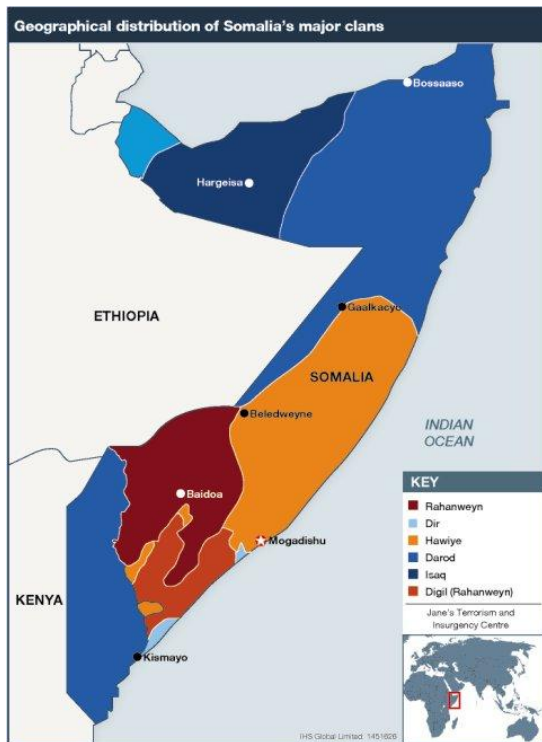 Geographical distribution of Somalia's major clans
Bossaaso
Hargeisa
ETHIOPIA
Gaalkacyo
SOMALIA
Beledweyne
INDIAN
OCEAN
KEY
Rahanweyn
Dir
Hawiye
Darod
Isaq
Digil (Rahanweyn)
Baidoa
Mogadishu
KENYA
Jane's Terrorism and
Insurgency Centre
Kismayo
IHS Global Limited 1451626